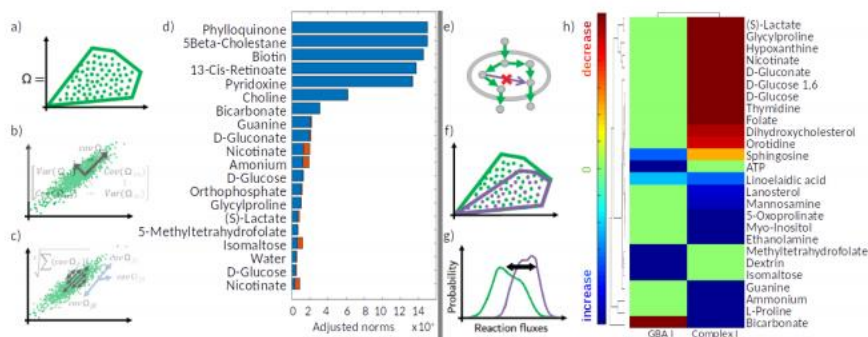 a)
Ω =
b)
c)
d)
Phylloquinone
5Beta-Cholestane
Biotin
13-Cis-Retinoate
Pyridoxine
Choline
Bicarbonate
Guanine
D-Gluconate
Nicotinate
Amonium
D-Glucose
Orthophosphate
Glycylproline
(S)-Lactate
5-Methyltetrahydrofolate
Isomaltose
Water
D-Glucose
Nicotinate
0 2 4 6 8 10 12 14
Adjusted norms
e)
f)
g)
Probability
Reaction fluxes
h)
decrease
0
increase
(S)-Lactate
Glycylproline
Hypoxanthine
Nicotinate
D-Gluconate
D-Glucose 1,6
D-Glucose
Thymidine
Folate
Dihydroxycholesterol
Orotidine
Sphingosine
ATP
Linoelaidic acid
Lanosterol
Mannosamine
5-Oxoprolinate
Myo-Inositol
Ethanolamine
Methyltetrahydrofolate
Dextrin
Isomaltose
Guanine
Ammonium
L-Proline
Bicarbonate
GBA I
Complex I